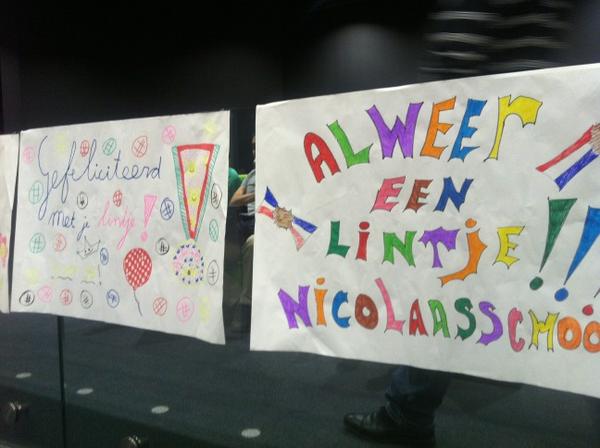 Gefeliciteerd
met je lintje!
ALWEER
EEN
LINTJE!!
NICOLAASSCHOO